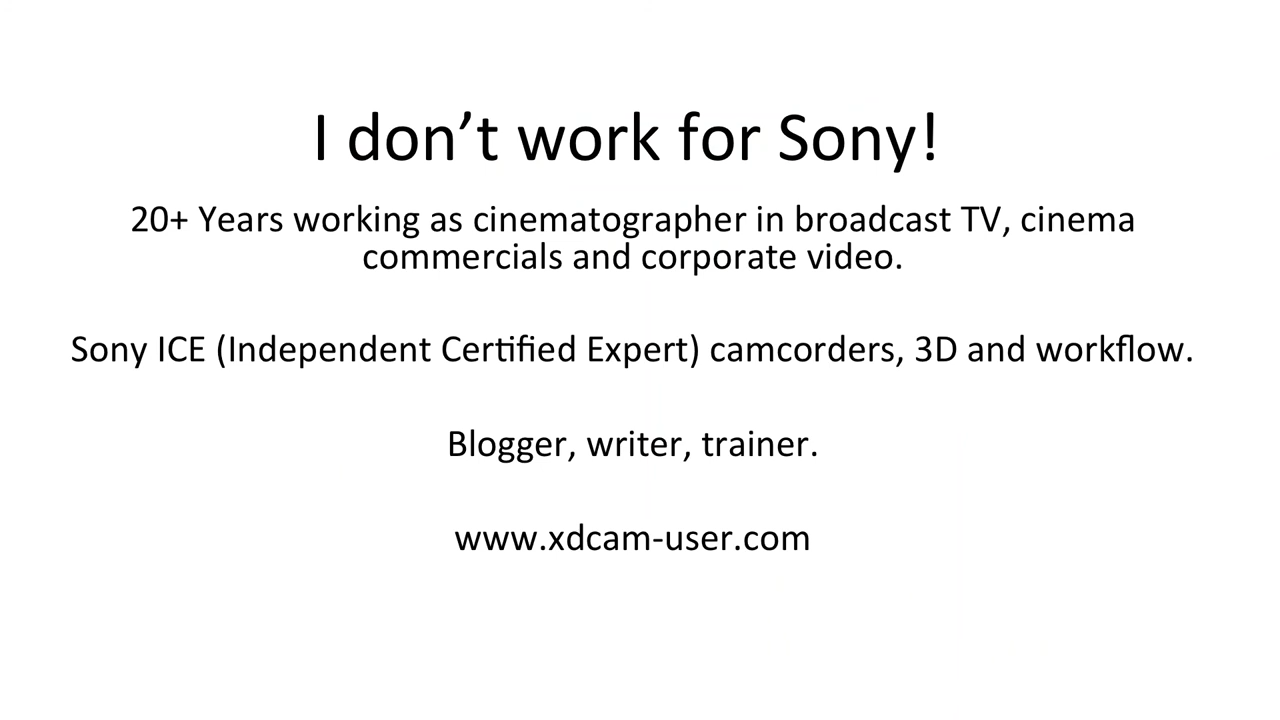 I don’t work for Sony!
20+ Years working as cinematographer in broadcast TV, cinema
commercials and corporate video.
Sony ICE (Independent Certified Expert) camcorders, 3D and workflow.
Blogger, writer, trainer.
www.xdcam-user.com